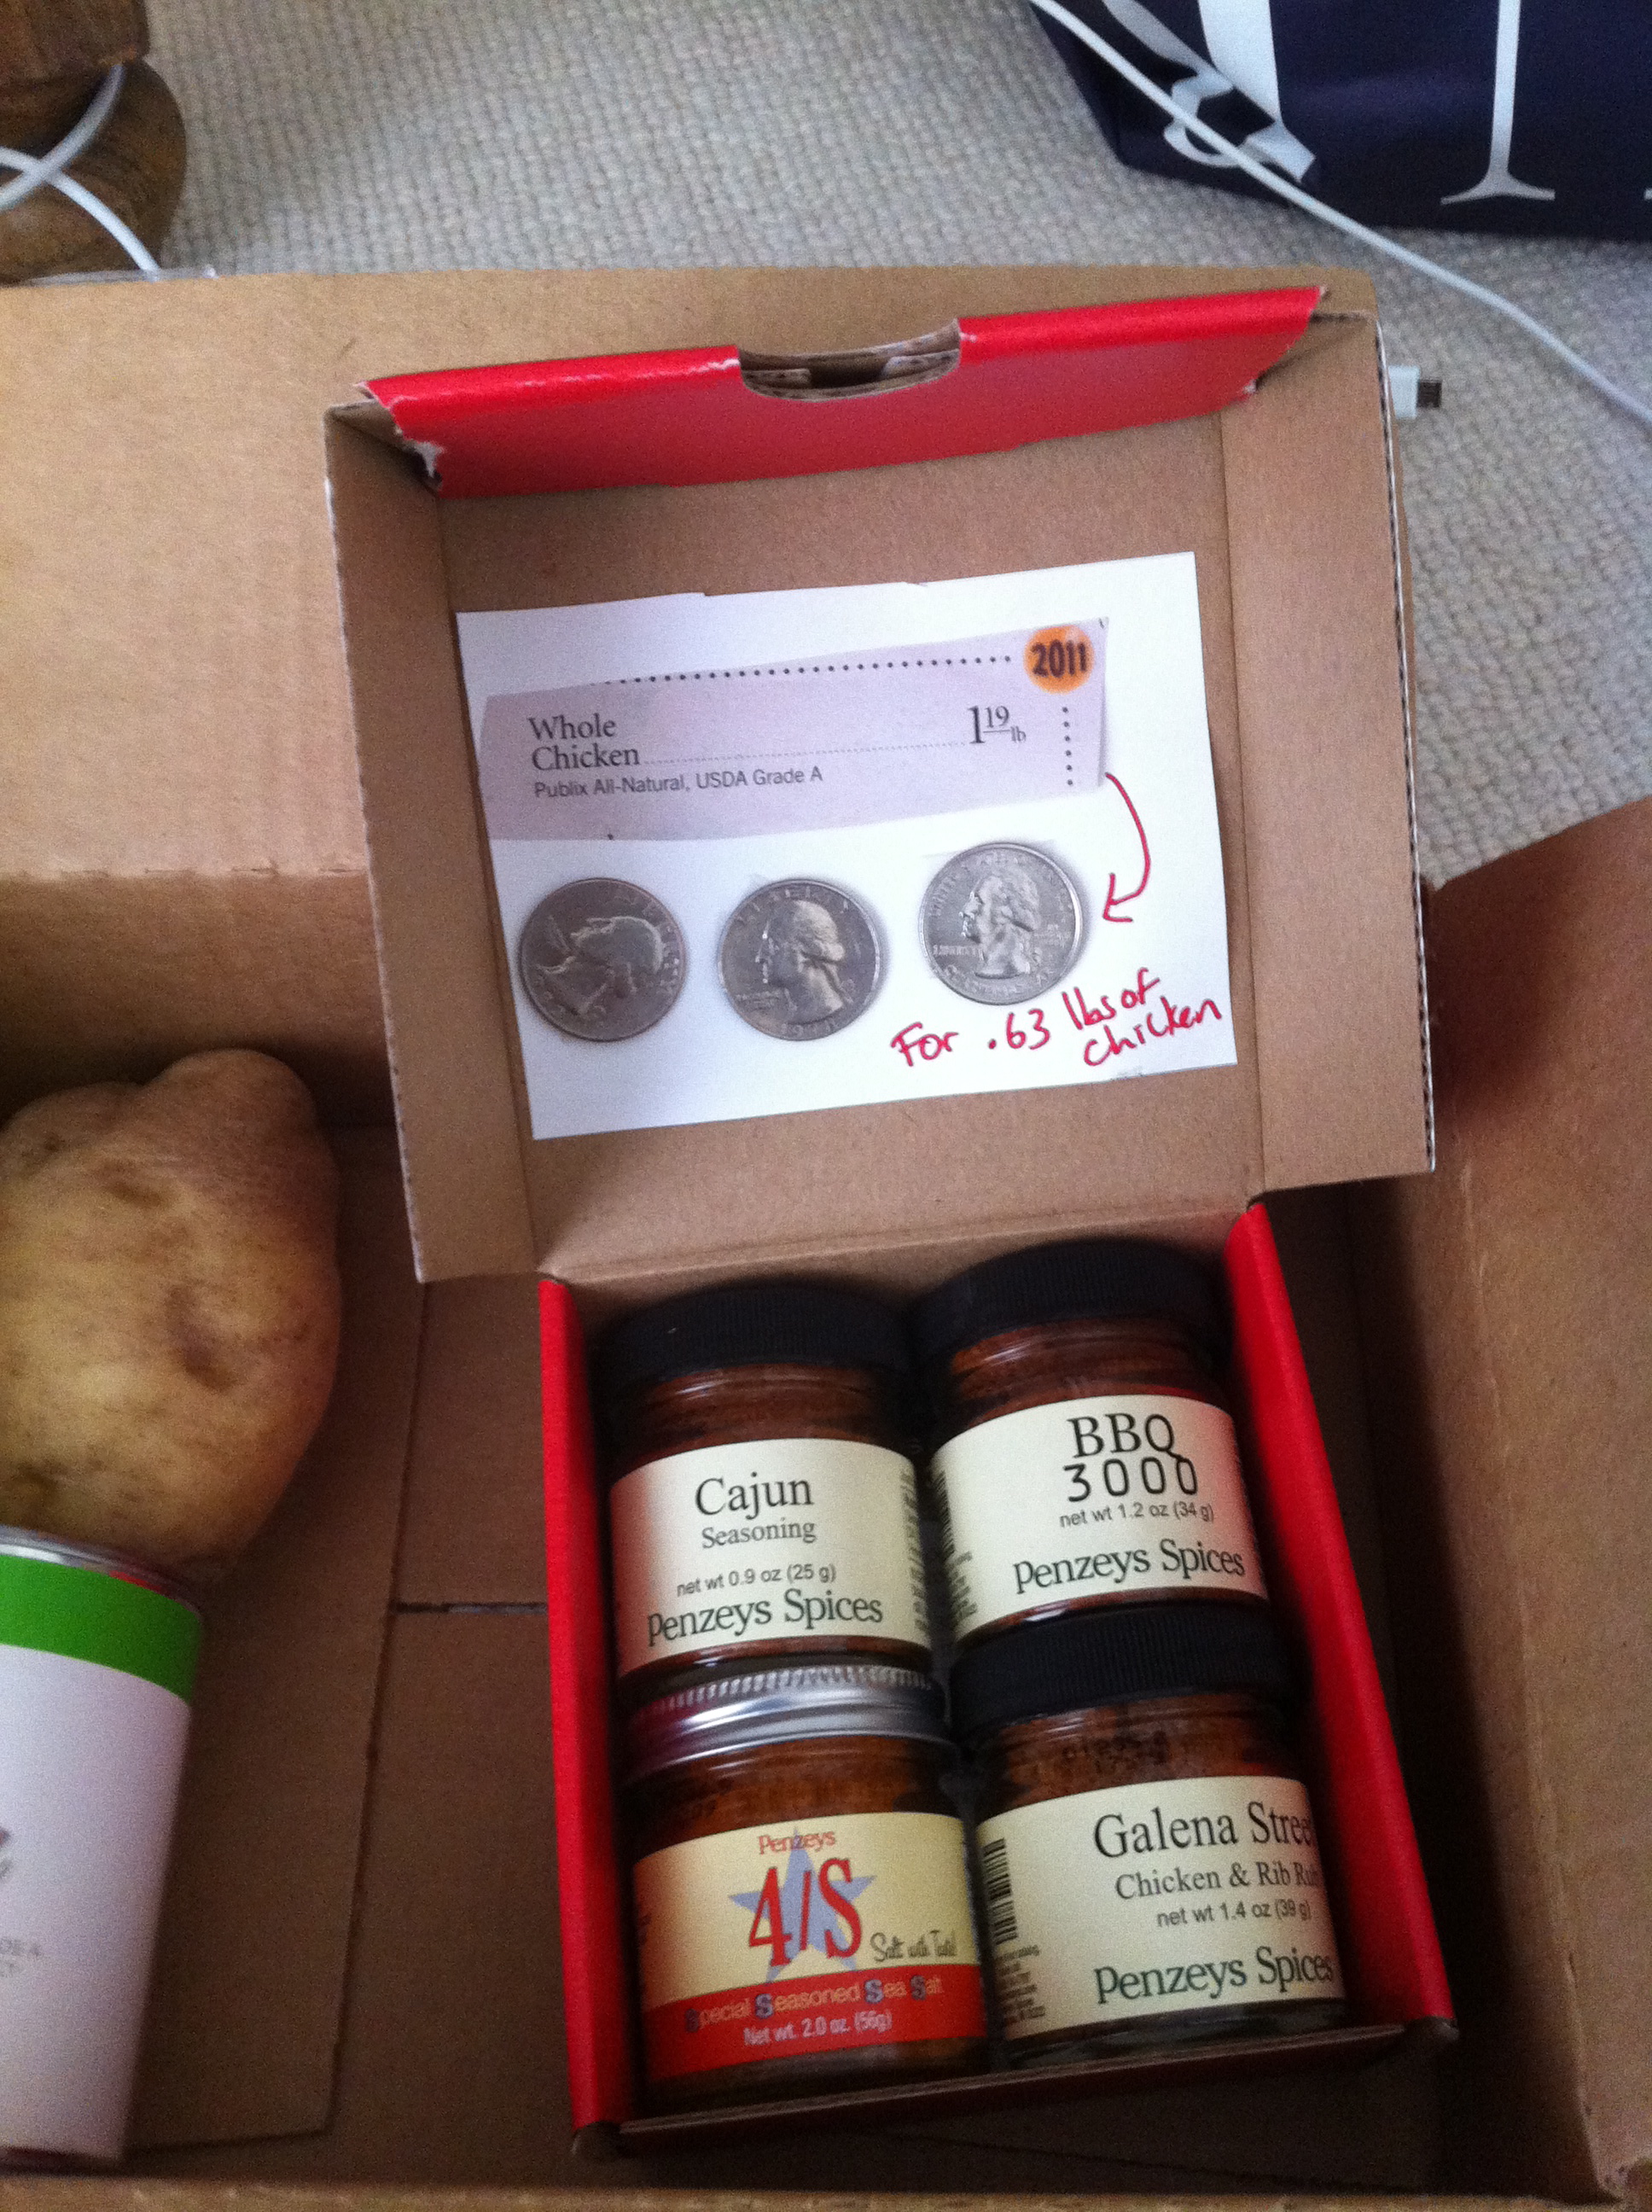 2011
Whole
Chicken 1 19 lb
Publix All-Natural, USDA Grade A
For .63 lbs of
chicken
Cajun
Seasoning
net wt 0.9 oz (25 g)
Penzeys Spices
BBQ
3000
net wt 1.2 oz (34 g)
Penzeys Spices
Penzeys
4/S
Salt with Taste!
Special Seasoned Sea Salt
Net wt. 2.0 oz. (56g)
Galena Street
Chicken & Rib Rub
net wt 1.4 oz (39 g)
Penzeys Spices